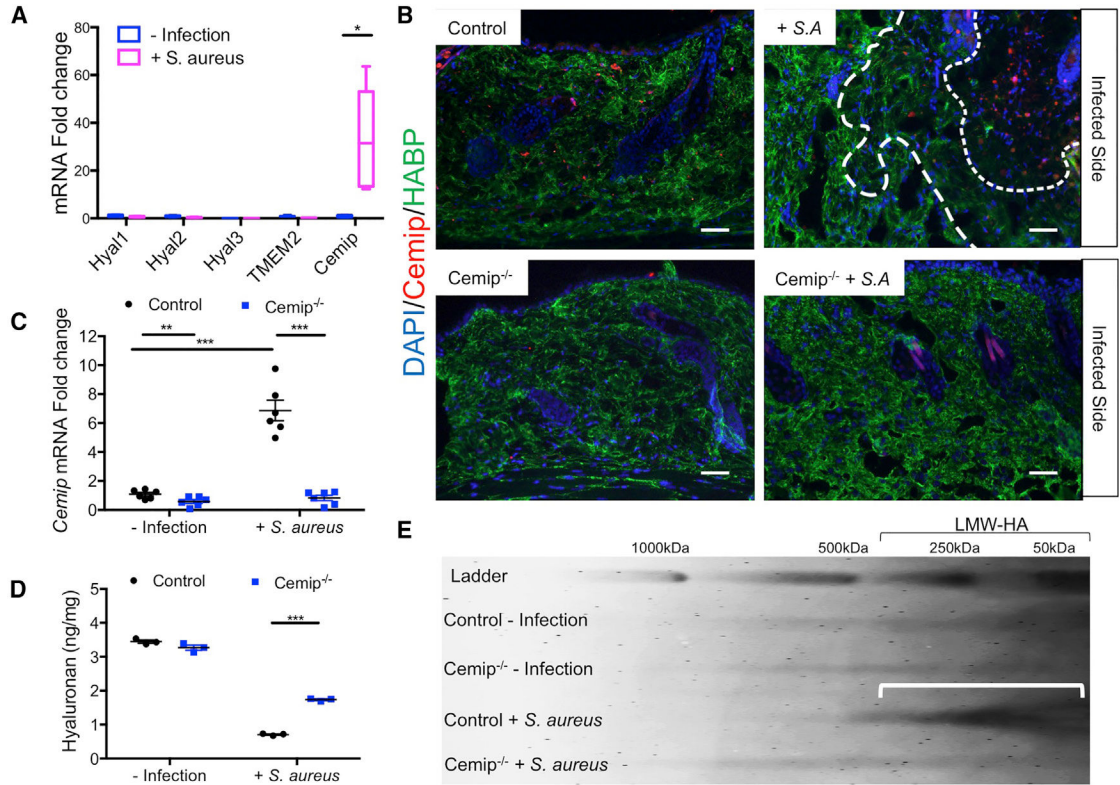 A
mRNA Fold change
80
60
40
20
0
- Infection
+ S. aureus
*
Hyal1
Hyal2
Hyal3
TMEM2
Cemip
B
DAPI/Cemip/HABP
Control
+ S.A
Infected Side
Cemip-/-
Cemip-/- + S.A
Infected Side
C
Control
Cemip-/-
Cemip mRNA Fold change
12
10
8
6
4
2
0
**
***
***
- Infection
+ S. aureus
D
Control
Cemip-/-
Hyaluronan (ng/mg)
5
4
3
2
1
0
***
- Infection
+ S. aureus
E
LMW-HA
1000kDa 500kDa 250kDa 50kDa
Ladder
Control - Infection
Cemip-/- - Infection
Control + S. aureus
Cemip-/- + S. aureus